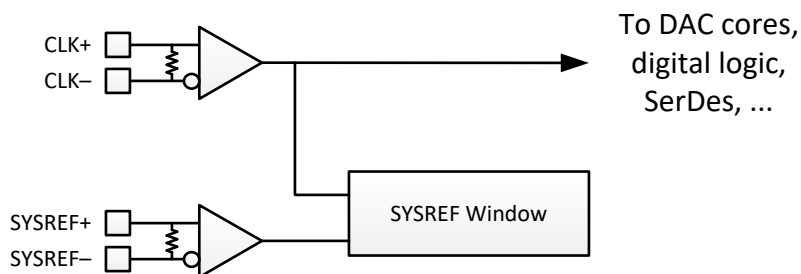 CLK+
CLK–
To DAC cores,
digital logic,
SerDes, ...
SYSREF Window
SYSREF+
SYSREF–